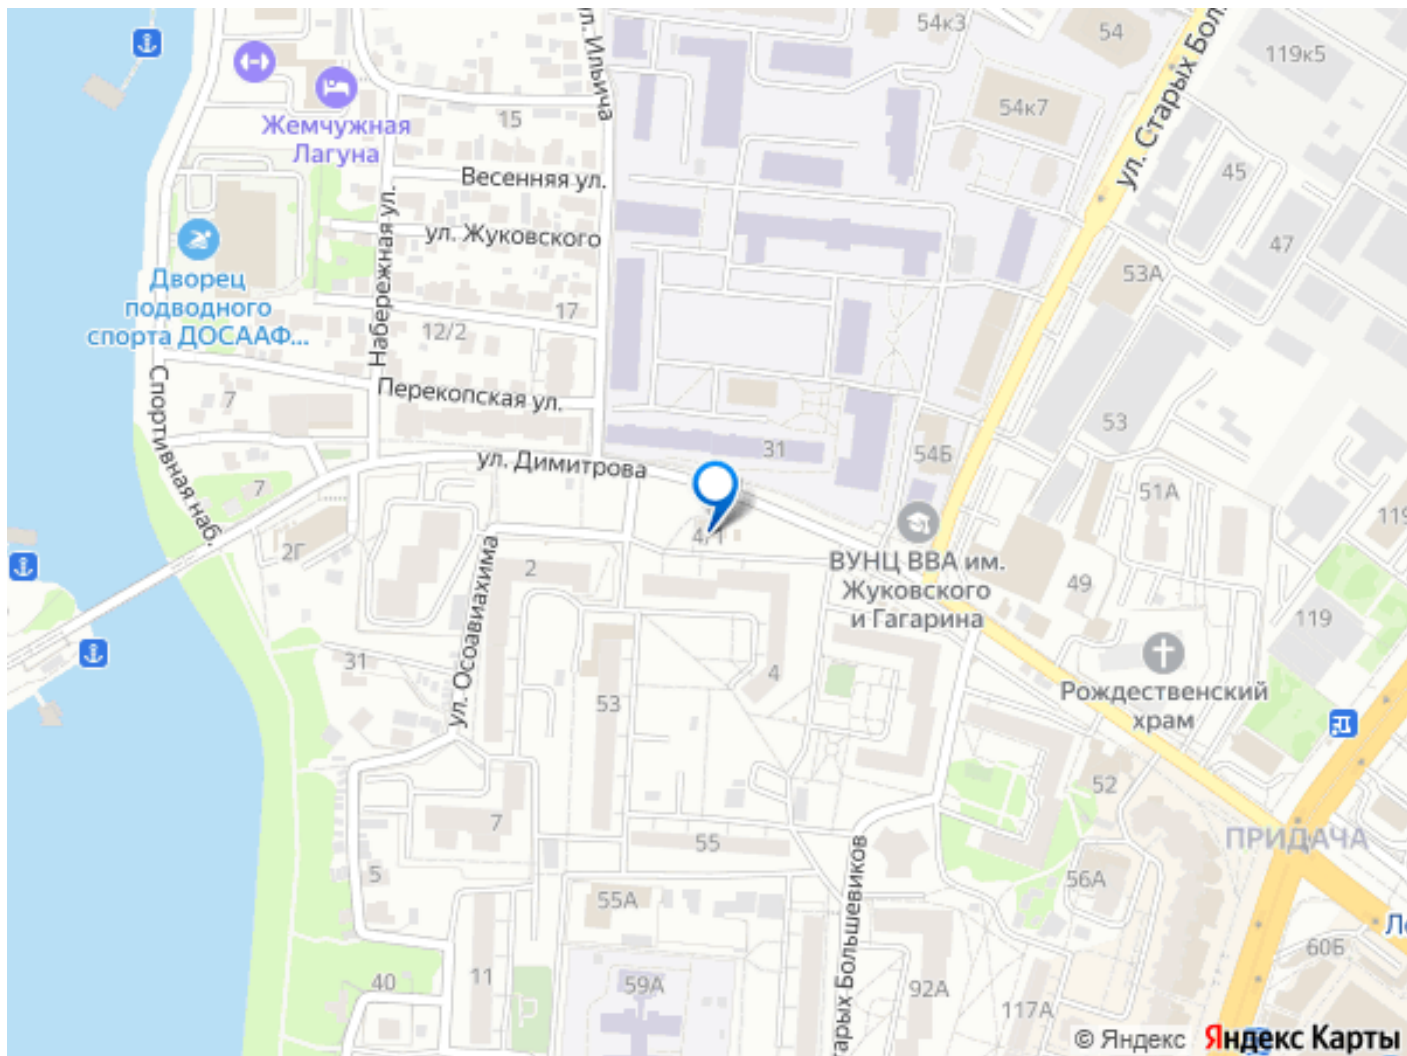 54к3
54
119к5
ул. Ильича
ул. Старых Бол
54к7
Жемчужная
Лагуна
15
Весенняя ул.
45
Набережная ул.
ул. Жуковского
47
53А
Дворец
подводного
спорта ДОСААФ...
17
12/2
Перекопская ул.
7
53
Спортивная наб.
31
54Б
ул. Димитрова
7
51А
119
2Г
ВУНЦ ВВА им.
Жуковского
и Гагарина
2
49
119
ул. Осоавиахима
31
4
53
Рождественский
храм
52
7
55
ПРИДАЧА
5
56А
55А
арых Большевиков
60Б
40
11
59А
92А
117А
© Яндекс Яндекс Карты